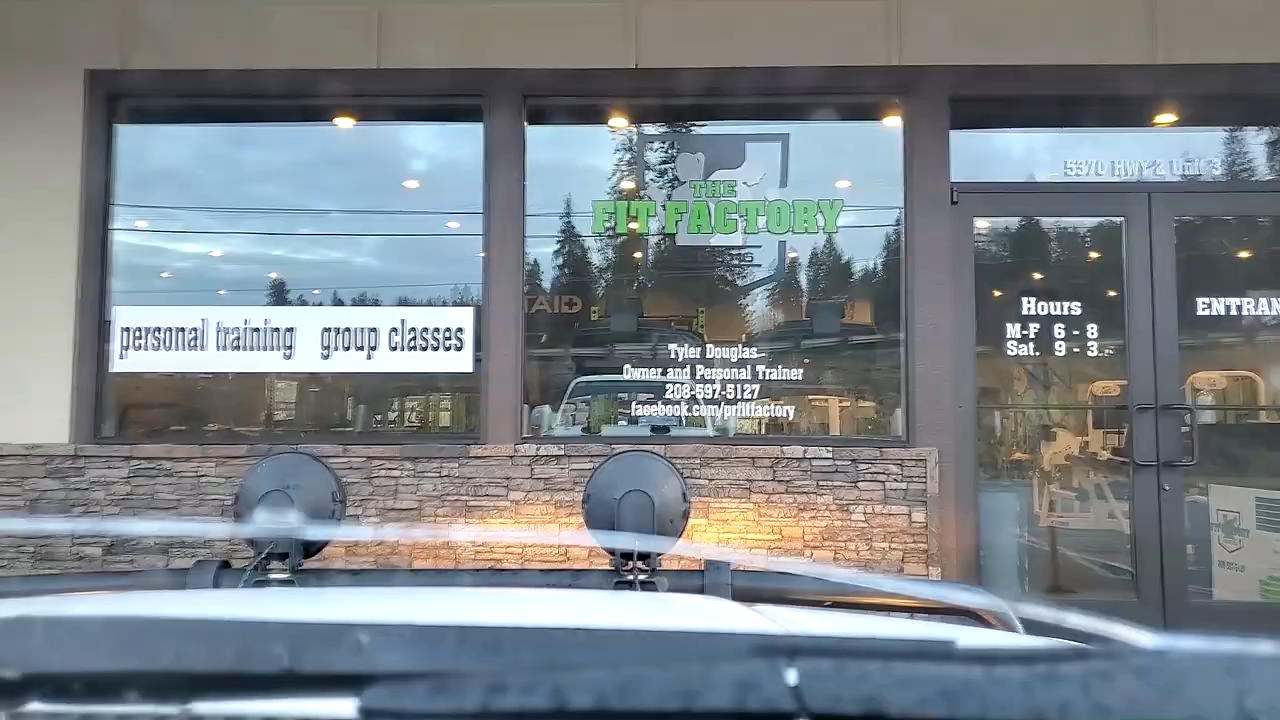 5370 HWY 2 Unit 3
THE
FIT FACTORY
personal training group classes
Tyler Douglas
Owner and Personal Trainer
208-597-5127
facebook.com/prfitfactory
Hours
M-F 6 - 8
Sat. 9 - 3